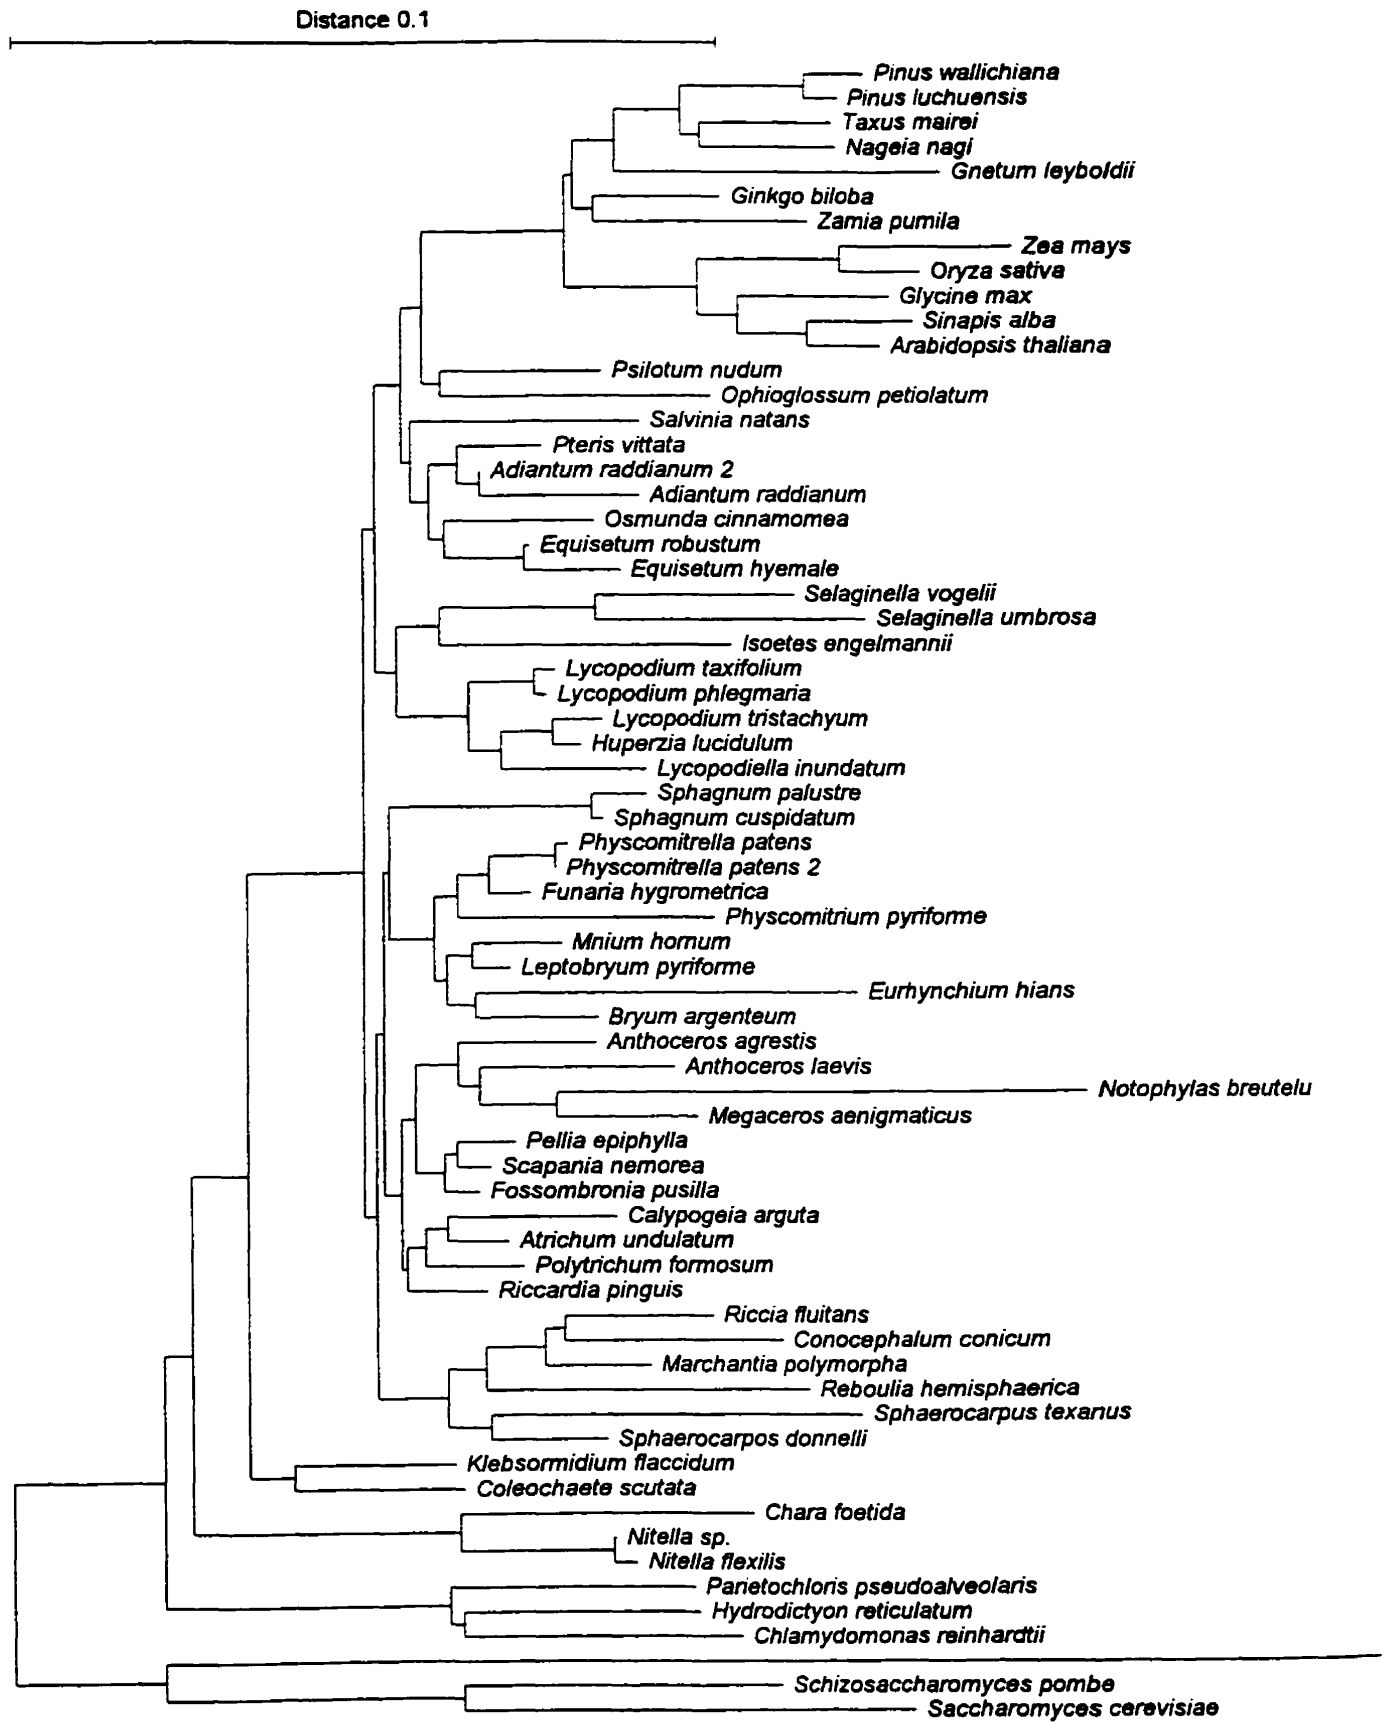 Distance 0.1
Pinus wallichiana
Pinus luchuensis
Taxus mairei
Nageia nagi
Gnetum leyboldii
Ginkgo biloba
Zamia pumila
Zea mays
Oryza sativa
Glycine max
Sinapis alba
Arabidopsis thaliana
Psilotum nudum
Ophioglossum petiolatum
Salvinia natans
Pteris vittata
Adiantum raddianum 2
Adiantum raddianum
Osmunda cinnamomea
Equisetum robustum
Equisetum hyemale
Selaginella vogelii
Selaginella umbrosa
Isoetes engelmannii
Lycopodium taxifolium
Lycopodium phlegmaria
Lycopodium tristachyum
Huperzia lucidulum
Lycopodiella inundatum
Sphagnum palustre
Sphagnum cuspidatum
Physcomitrella patens
Physcomitrella patens 2
Funaria hygrometrica
Physcomitrium pyriforme
Mnium hornum
Leptobryum pyriforme
Eurhynchium hians
Bryum argenteum
Anthoceros agrestis
Anthoceros laevis
Notophylas breutelu
Megaceros aenigmaticus
Pellia epiphylla
Scapania nemorea
Fossombronia pusilla
Calypogeia arguta
Atrichum undulatum
Polytrichum formosum
Riccardia pinguis
Riccia fluitans
Conocephalum conicum
Marchantia polymorpha
Reboulia hemisphaerica
Sphaerocarpus texanus
Sphaerocarpos donnelli
Klebsormidium flaccidum
Coleochaete scutata
Chara foetida
Nitella sp.
Nitella flexilis
Parietochloris pseudoalveolaris
Hydrodictyon reticulatum
Chlamydomonas reinhardtii
Schizosaccharomyces pombe
Saccharomyces cerevisiae